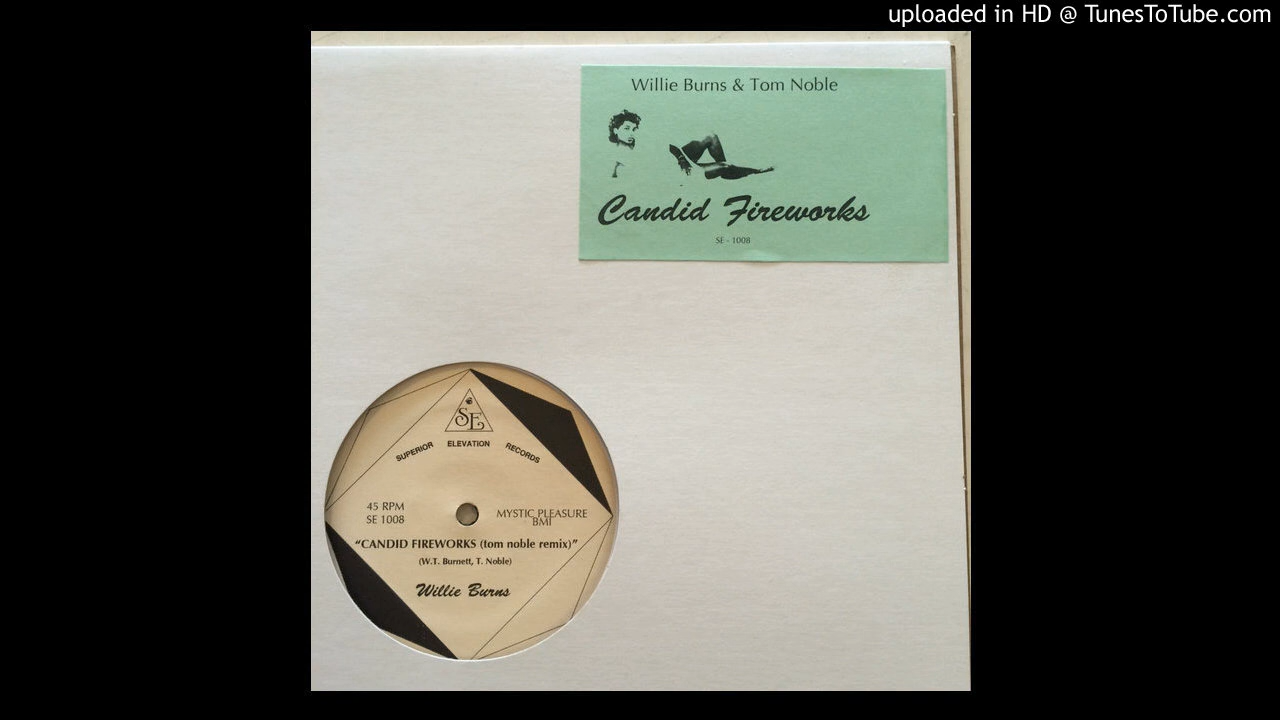 uploaded in HD @ TunesToTube.com
Willie Burns & Tom Noble
Candid Fireworks
SE - 1008
SE
SUPERIOR ELEVATION RECORDS
45 RPM
SE 1008
MYSTIC PLEASURE
BMI
"CANDID FIREWORKS (tom noble remix)"
(W.T. Burnett, T. Noble)
Willie Burns